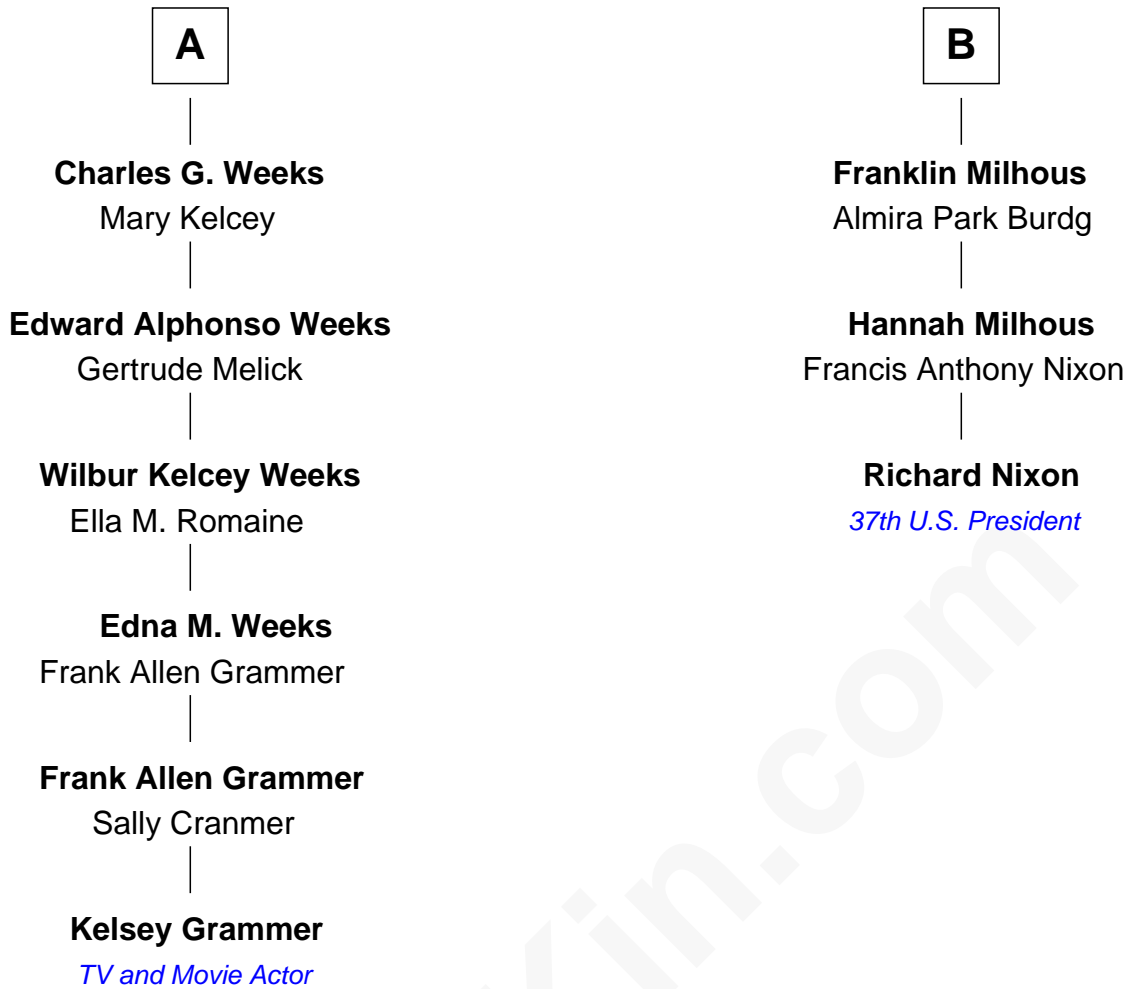 A
Charles G. Weeks
Mary Kelcey
Edward Alphonso Weeks
Gertrude Melick
Wilbur Kelcey Weeks
Ella M. Romaine
Edna M. Weeks
Frank Allen Grammer
Frank Allen Grammer
Sally Cranmer
Kelsey Grammer
TV and Movie Actor
B
Franklin Milhous
Almira Park Burdg
Hannah Milhous
Francis Anthony Nixon
Richard Nixon
37th U.S. President